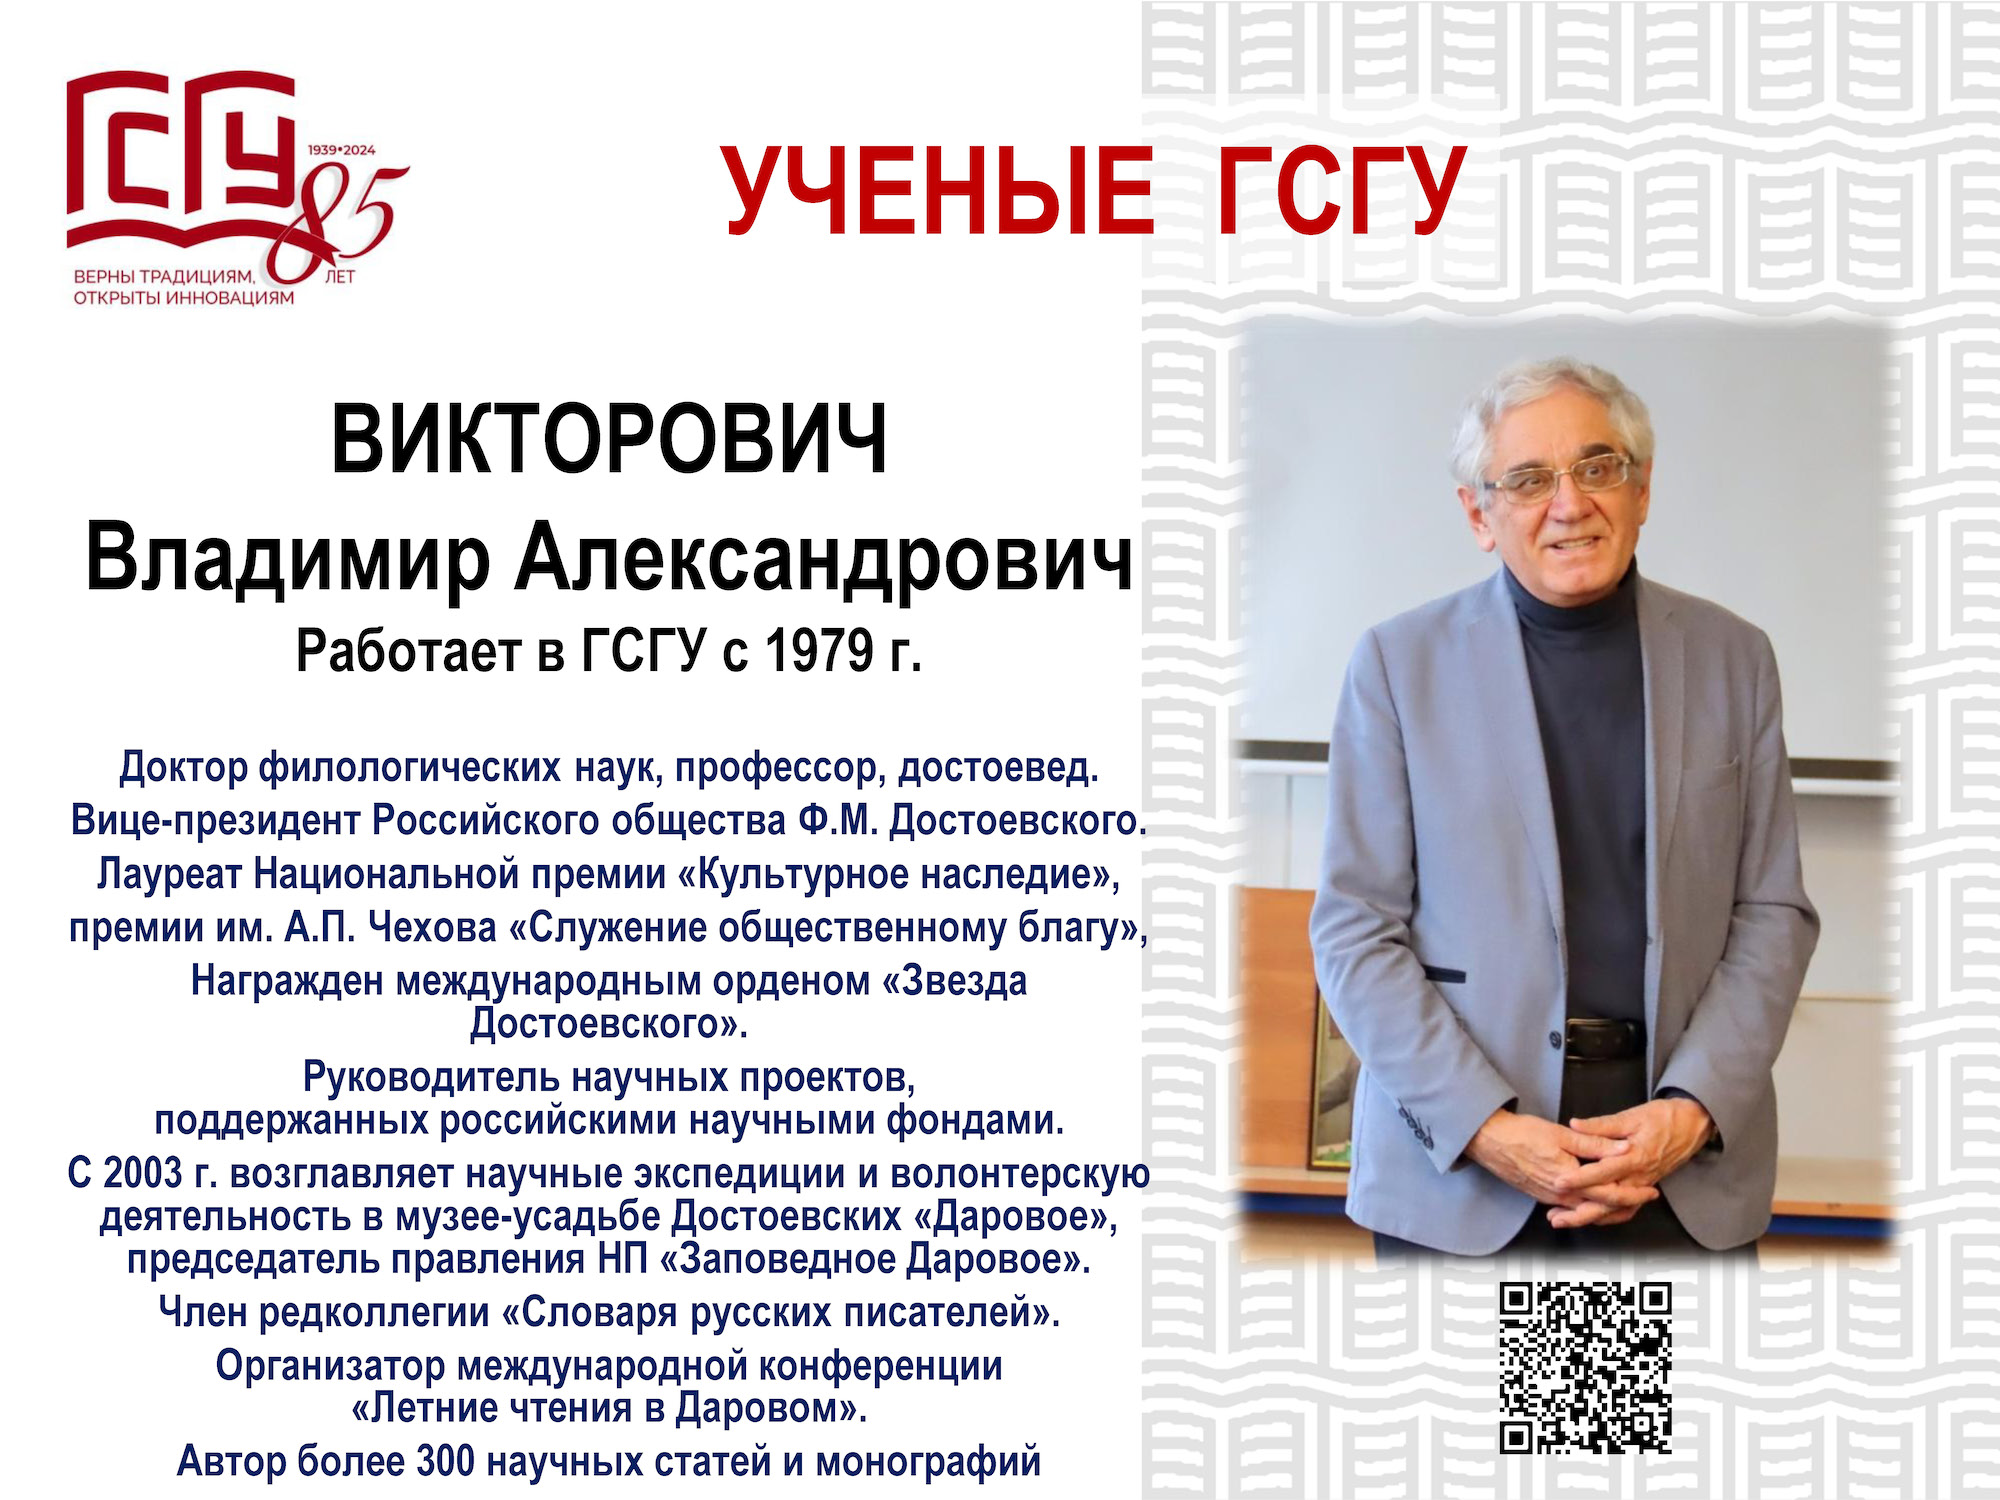 ГСГУ
1939•2024
85
ЛЕТ
ВЕРНЫ ТРАДИЦИЯМ,
ОТКРЫТЫ ИННОВАЦИЯМ
УЧЕНЫЕ ГСГУ
ВИКТОРОВИЧ
Владимир Александрович
Работает в ГСГУ с 1979 г.
Доктор филологических наук, профессор, достоевед.
Вице-президент Российского общества Ф.М. Достоевского.
Лауреат Национальной премии «Культурное наследие»,
премии им. А.П. Чехова «Служение общественному благу»,
Награжден международным орденом «Звезда
Достоевского».
Руководитель научных проектов,
поддержанных российскими научными фондами.
С 2003 г. возглавляет научные экспедиции и волонтерскую
деятельность в музее-усадьбе Достоевских «Даровое»,
председатель правления НП «Заповедное Даровое».
Член редколлегии «Словаря русских писателей».
Организатор международной конференции
«Летние чтения в Даровом».
Автор более 300 научных статей и монографий